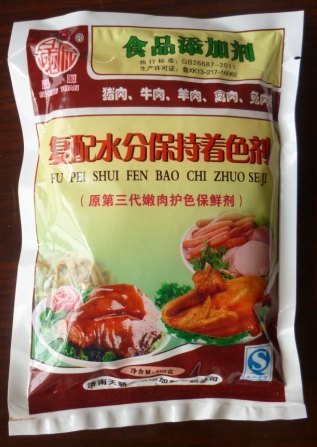 食品添加剂
执行标准：GB26687-2011
生产许可证：鲁XK13-217-
猪肉、牛肉、羊肉、禽肉、兔肉
复配水分保持着色剂
FU PEI SHUI FEN BAO CHI ZHUO SE JI
（原第三代嫩肉护色保鲜剂）
净含量：
济南天骄